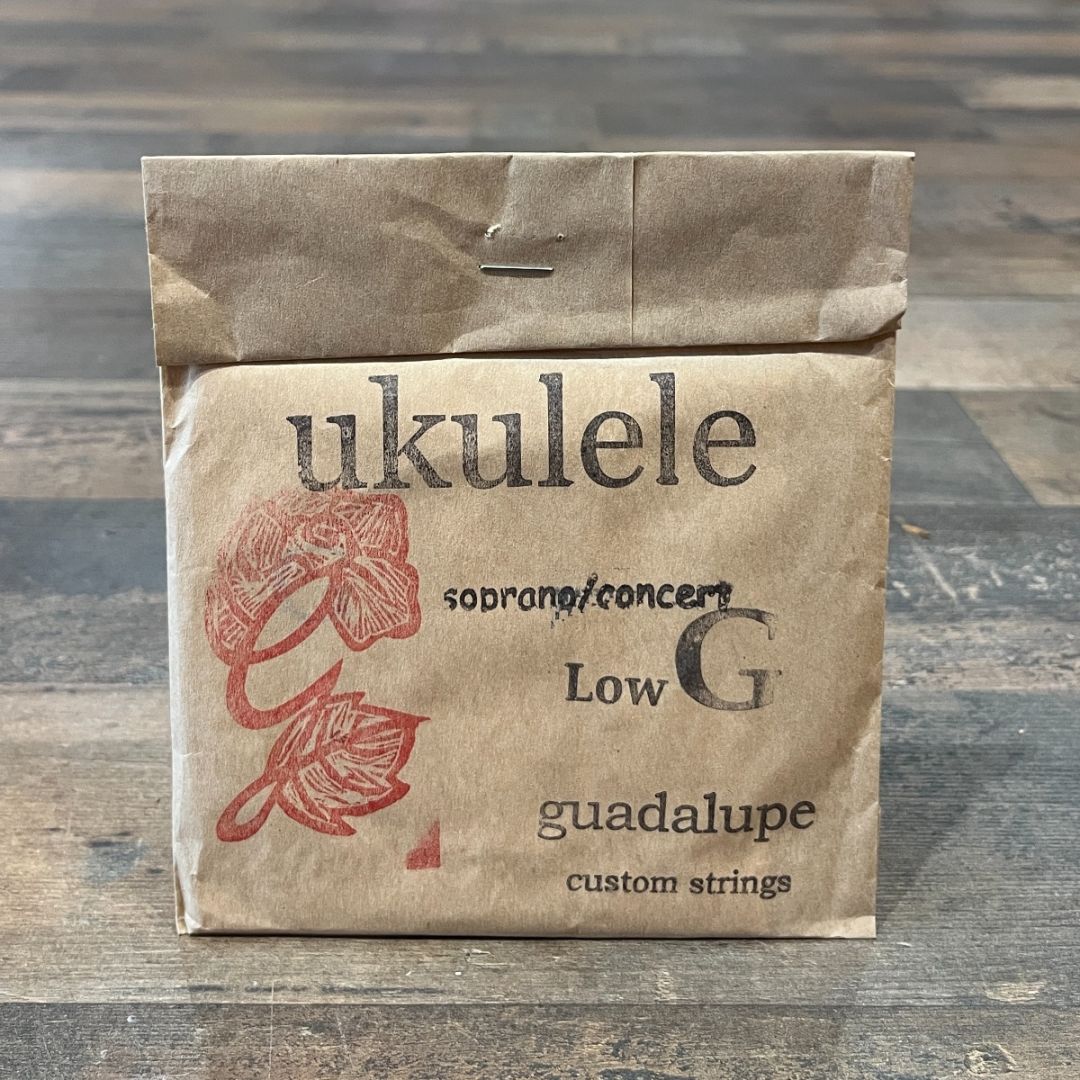 ukulele
soprano/concert
Low G
guadalupe
custom strings